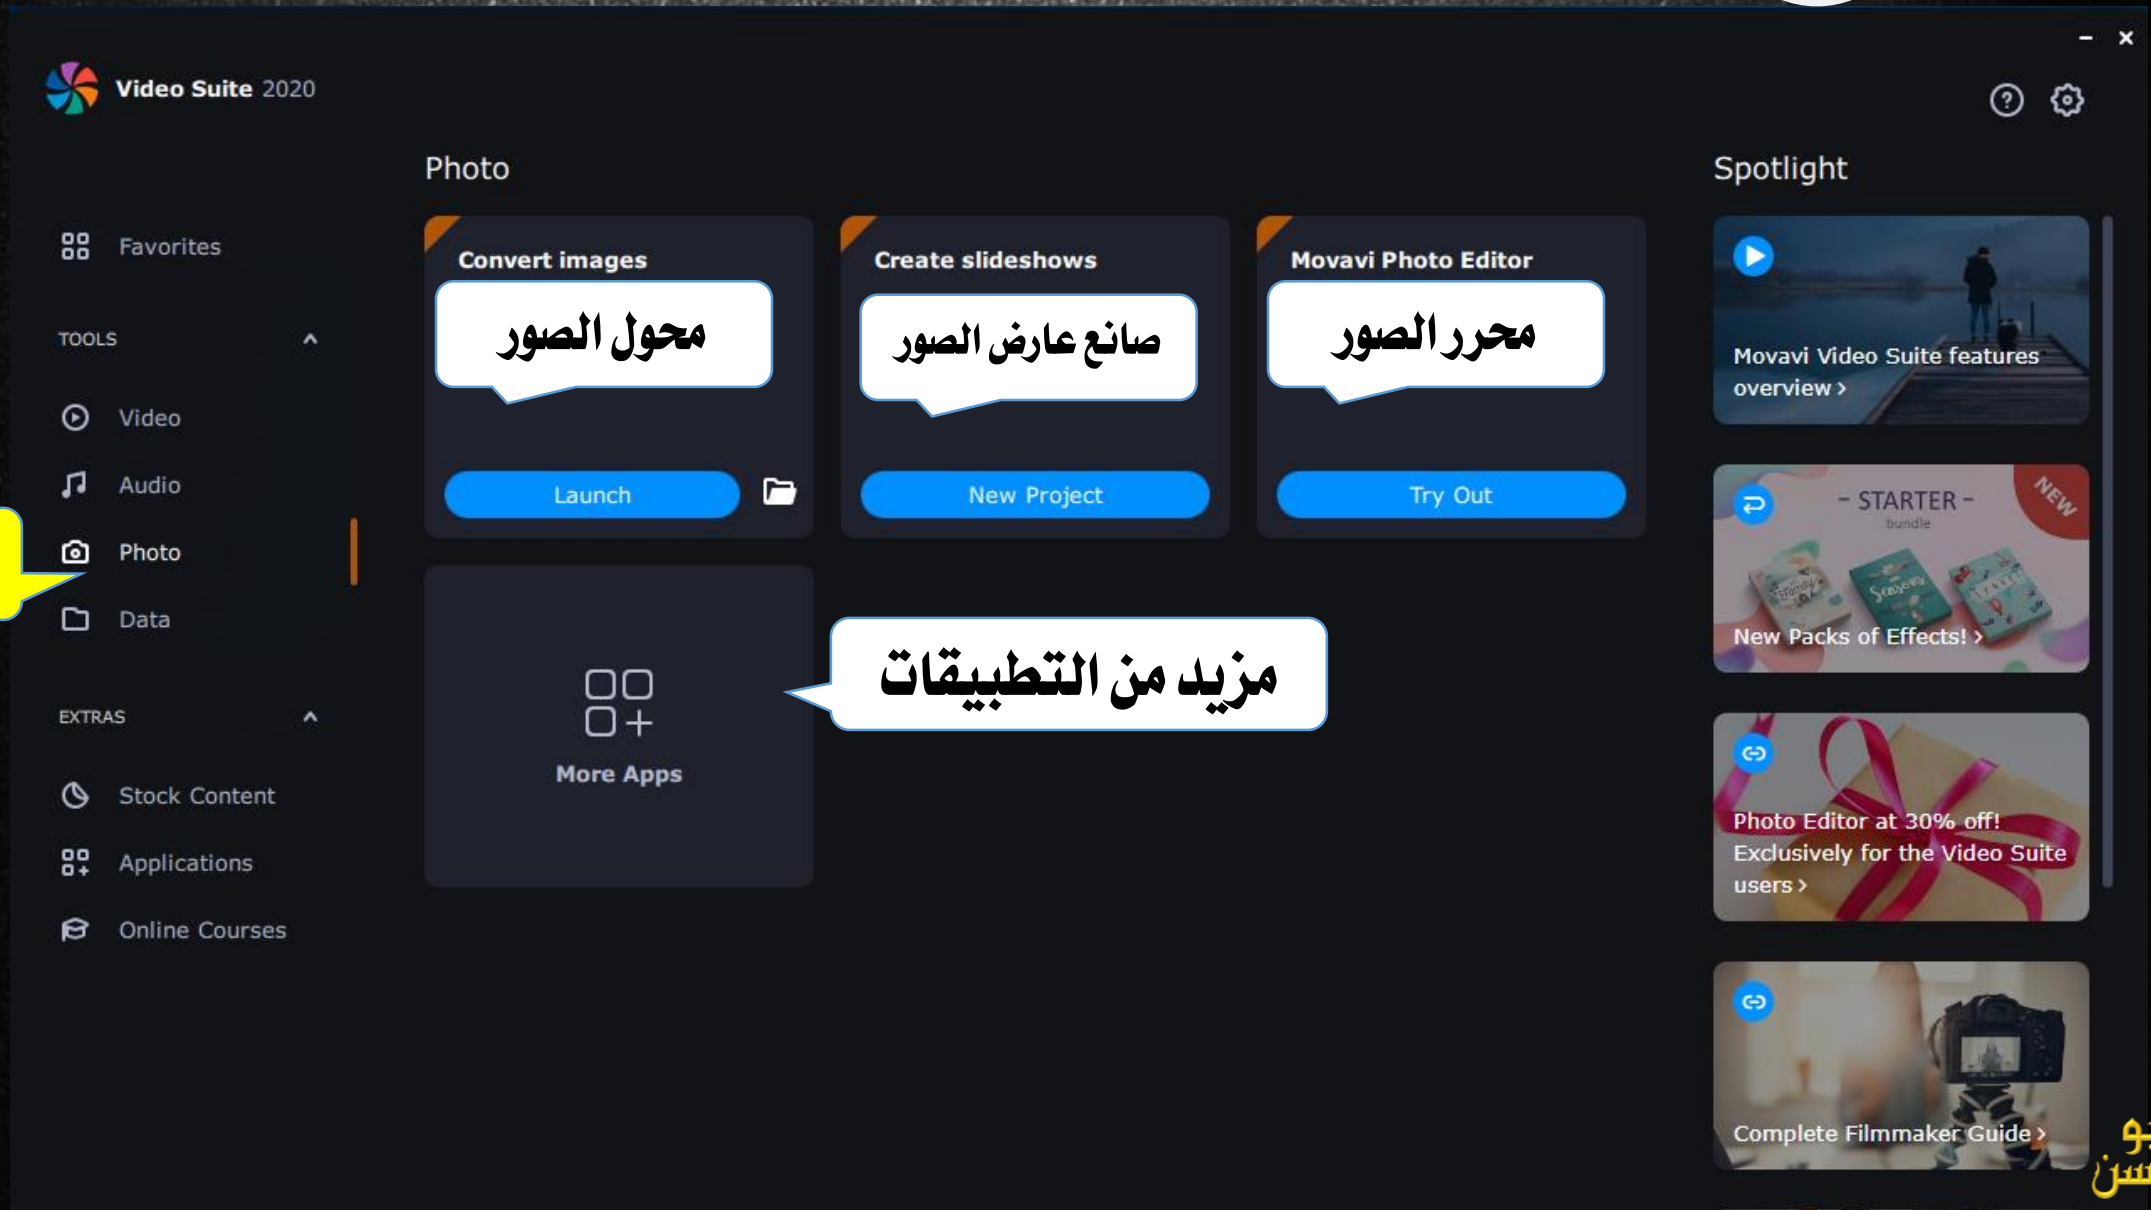 Video Suite 2020
Favorites
TOOLS
Video
Audio
Photo
Data
EXTRAS
Stock Content
Applications
Online Courses
Photo
Convert images
محول الصور
Launch
Create slideshows
صانع عارض الصور
New Project
Movavi Photo Editor
محرر الصور
Try Out
More Apps
مزيد من التطبيقات
Spotlight
Movavi Video Suite features
overview >
- STARTER -
bundle
NEW
Seasons
New Packs of Effects! >
Photo Editor at 30% off!
Exclusively for the Video Suite
users >
Complete Filmmaker Guide >